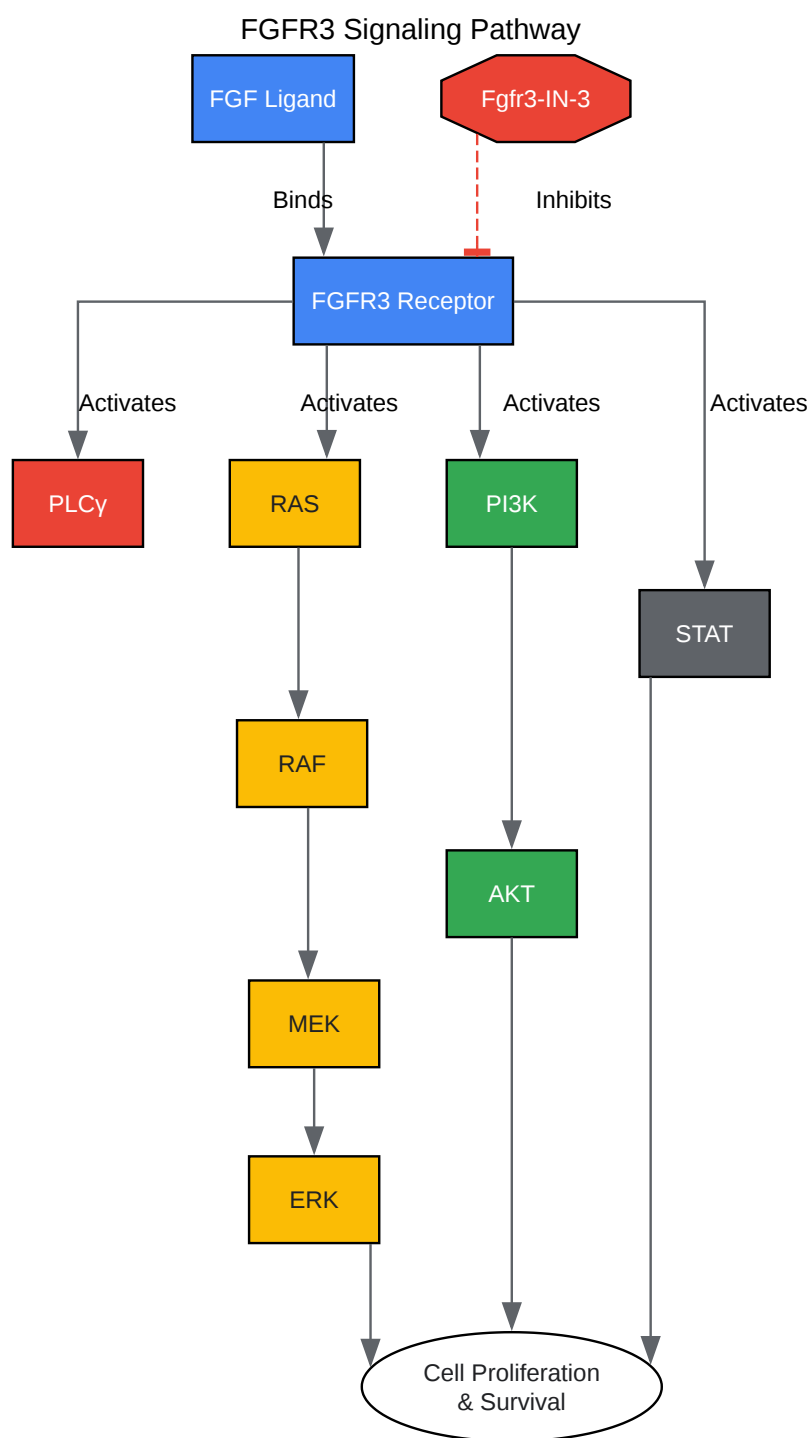 FGFR3 Signaling Pathway
FGF Ligand
Fgfr3-IN-3
Binds
Inhibits
FGFR3 Receptor
Activates
Activates
Activates
Activates
PLCγ
RAS
PI3K
STAT
RAF
AKT
MEK
ERK
Cell Proliferation
& Survival